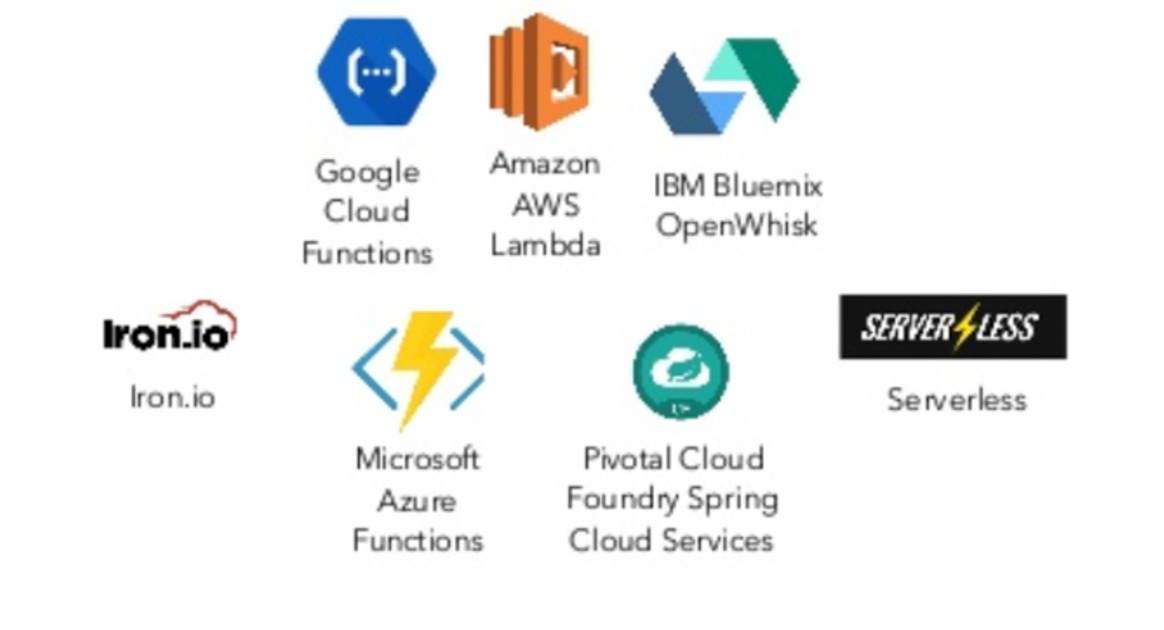 Google
Cloud
Functions
Amazon
AWS
Lambda
IBM Bluemix
OpenWhisk
Iron.io
Iron.io
Microsoft
Azure
Functions
Pivotal Cloud
Foundry Spring
Cloud Services
SERVERLESS
Serverless